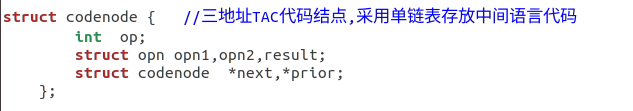 struct codenode {   //三地址TAC代码结点,采用单链表存放中间语言代码
        int  op;
        struct opn opn1,opn2,result;
        struct codenode  *next,*prior;
    };